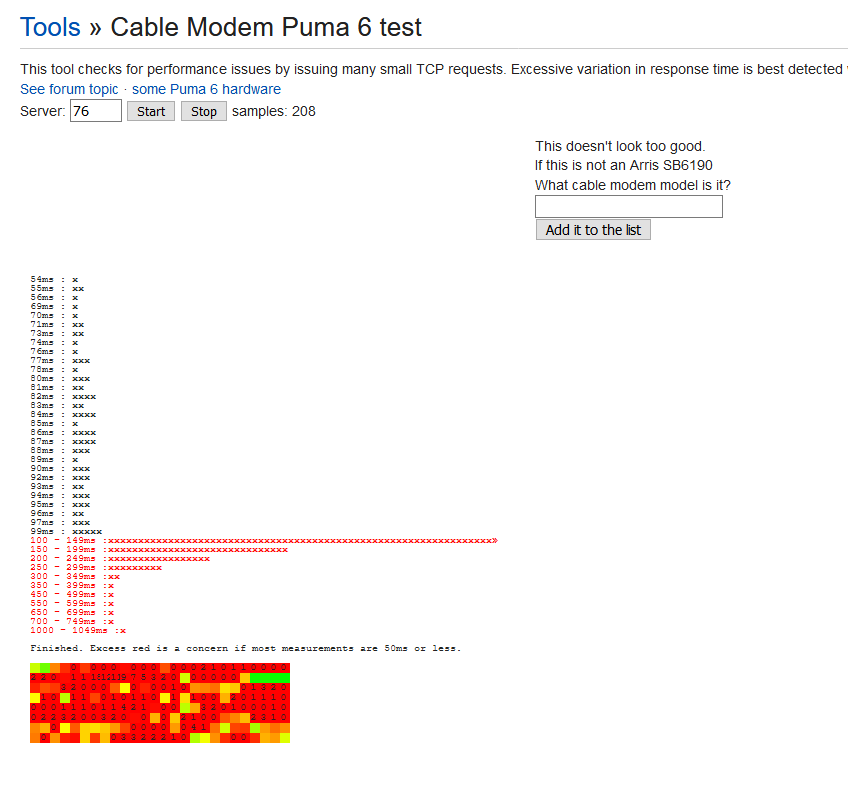 Tools » Cable Modem Puma 6 test
This tool checks for performance issues by issuing many small TCP requests. Excessive variation in response time is best detected
See forum topic · some Puma 6 hardware
Server: 76 Start Stop samples: 208
This doesn't look too good.
If this is not an Arris SB6190
What cable modem model is it?
Add it to the list
54ms : x
55ms : xx
56ms : x
69ms : x
70ms : x
71ms : xx
73ms : xx
74ms : x
76ms : x
77ms : xxx
78ms : x
80ms : xxx
81ms : xx
82ms : xxxx
83ms : xx
84ms : xxxx
85ms : x
86ms : xxxx
87ms : xxxx
88ms : xxx
89ms : x
90ms : xxx
92ms : xxx
93ms : xx
94ms : xxx
95ms : xxx
96ms : xx
97ms : xxx
99ms : xxxxx
100 - 149ms :xxxxxxxxxxxxxxxxxxxxxxxxxxxxxxxxxxxxxxxxxxxxxxxxxxxxxxxxxxxxxxxx»
150 - 199ms :xxxxxxxxxxxxxxxxxxxxxxxxxxxxxx
200 - 249ms :xxxxxxxxxxxxxxxxx
250 - 299ms :xxxxxxxxx
300 - 349ms :xx
350 - 399ms :x
450 - 499ms :x
550 - 599ms :x
650 - 699ms :x
700 - 749ms :x
1000 - 1049ms :x
Finished. Excess red is a concern if most measurements are 50ms or less.